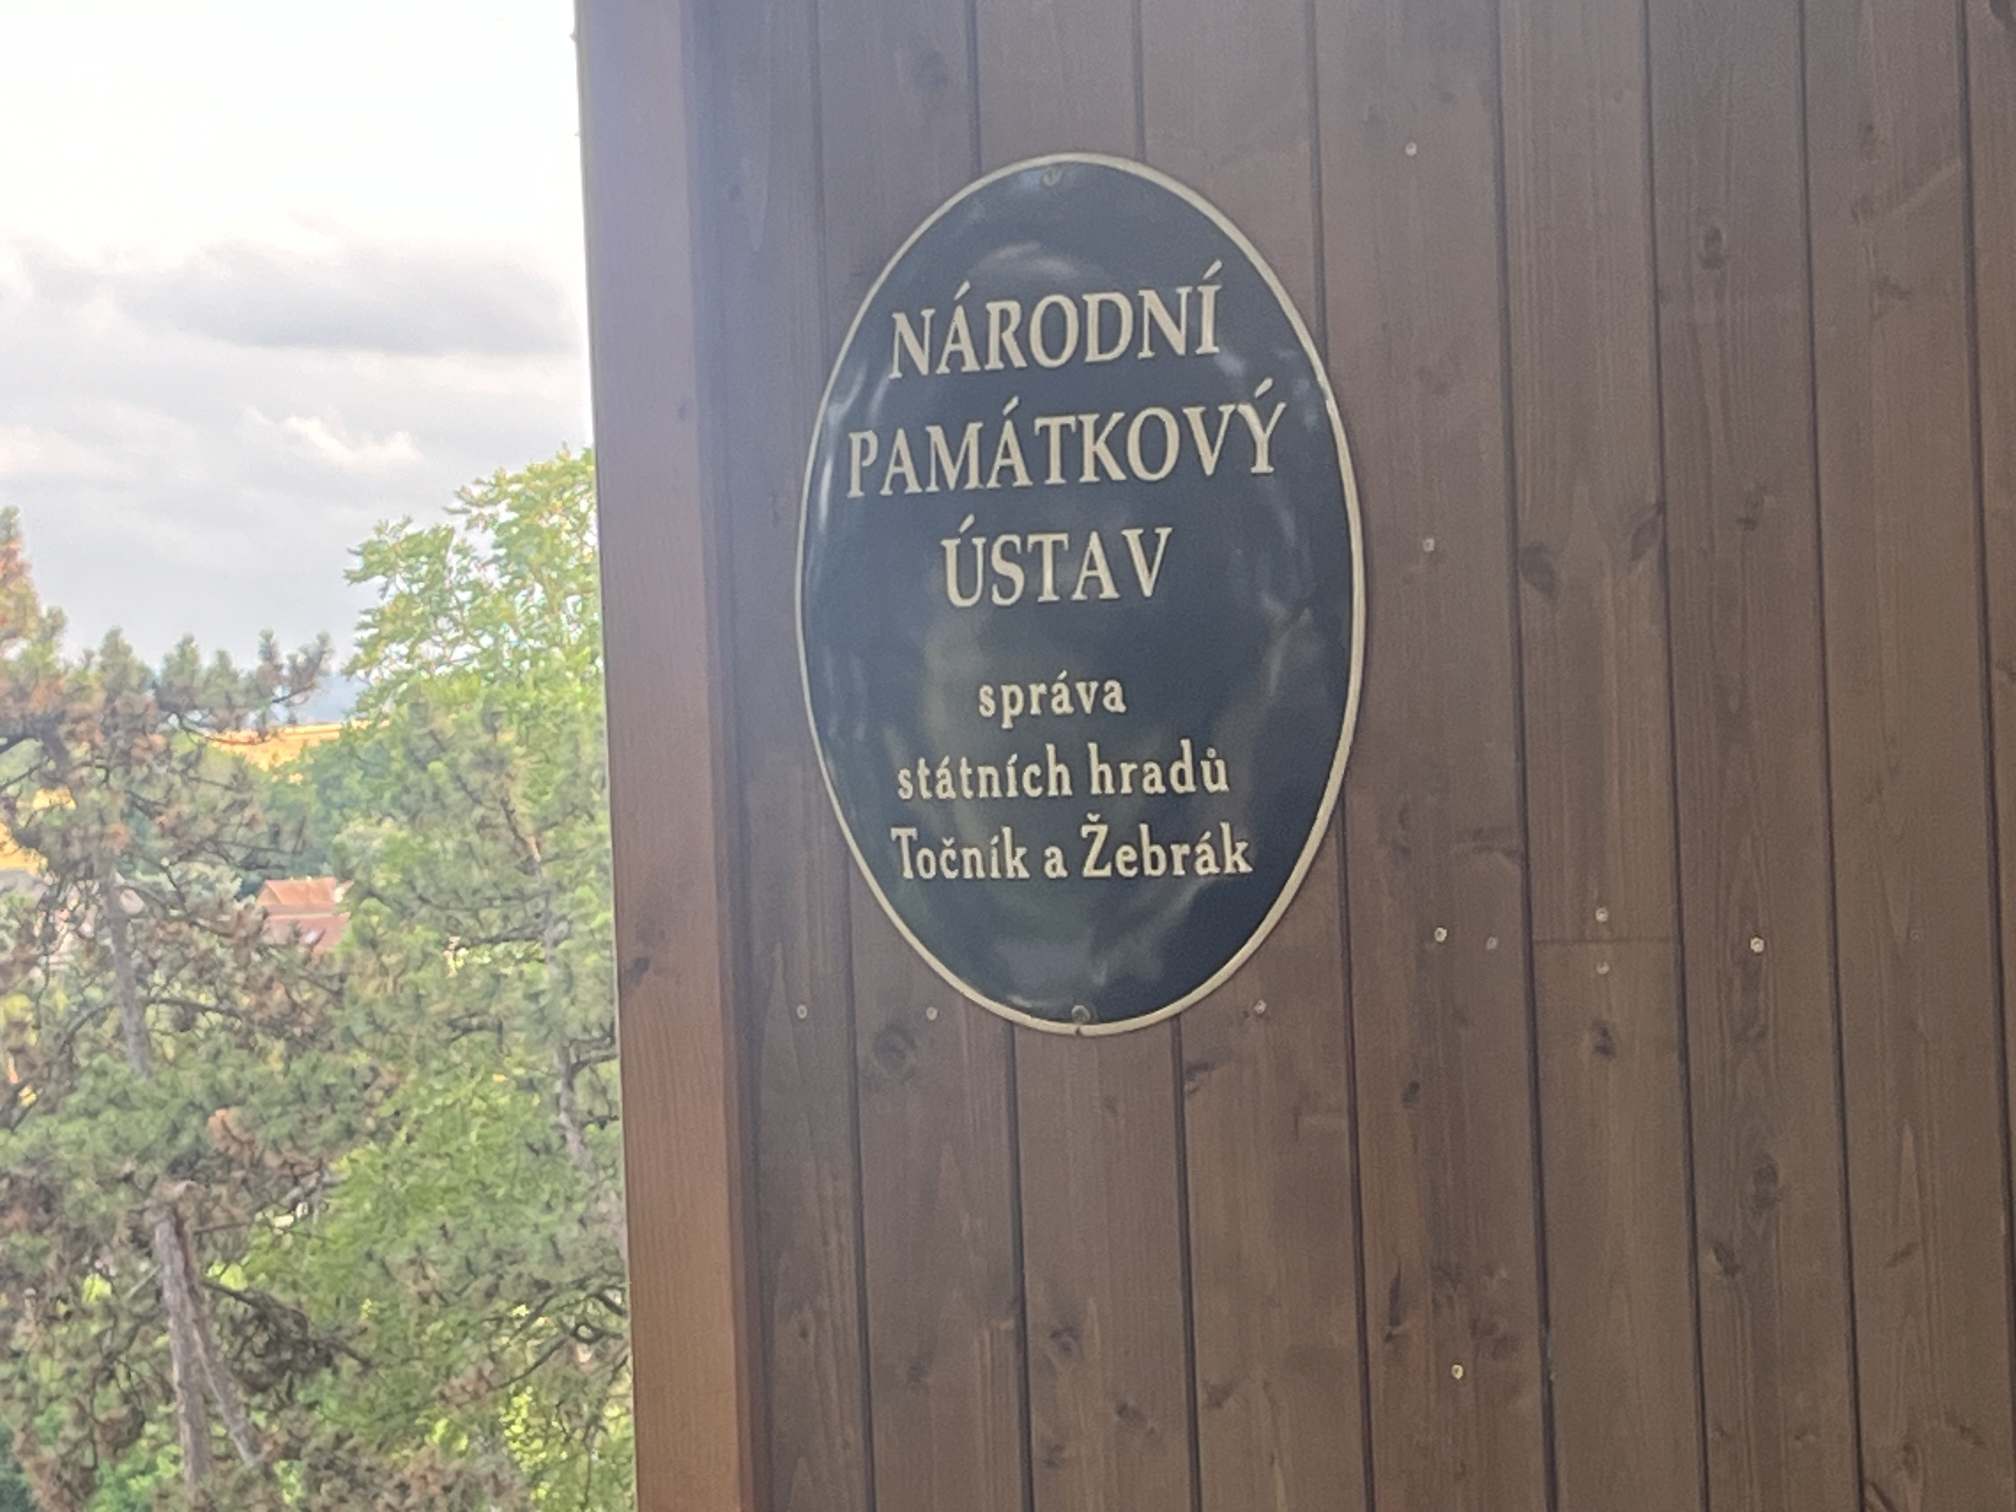 NÁRODNÍ
PAMÁTKOVÝ
ÚSTAV
správa
státních hradů
Točník a Žebrák